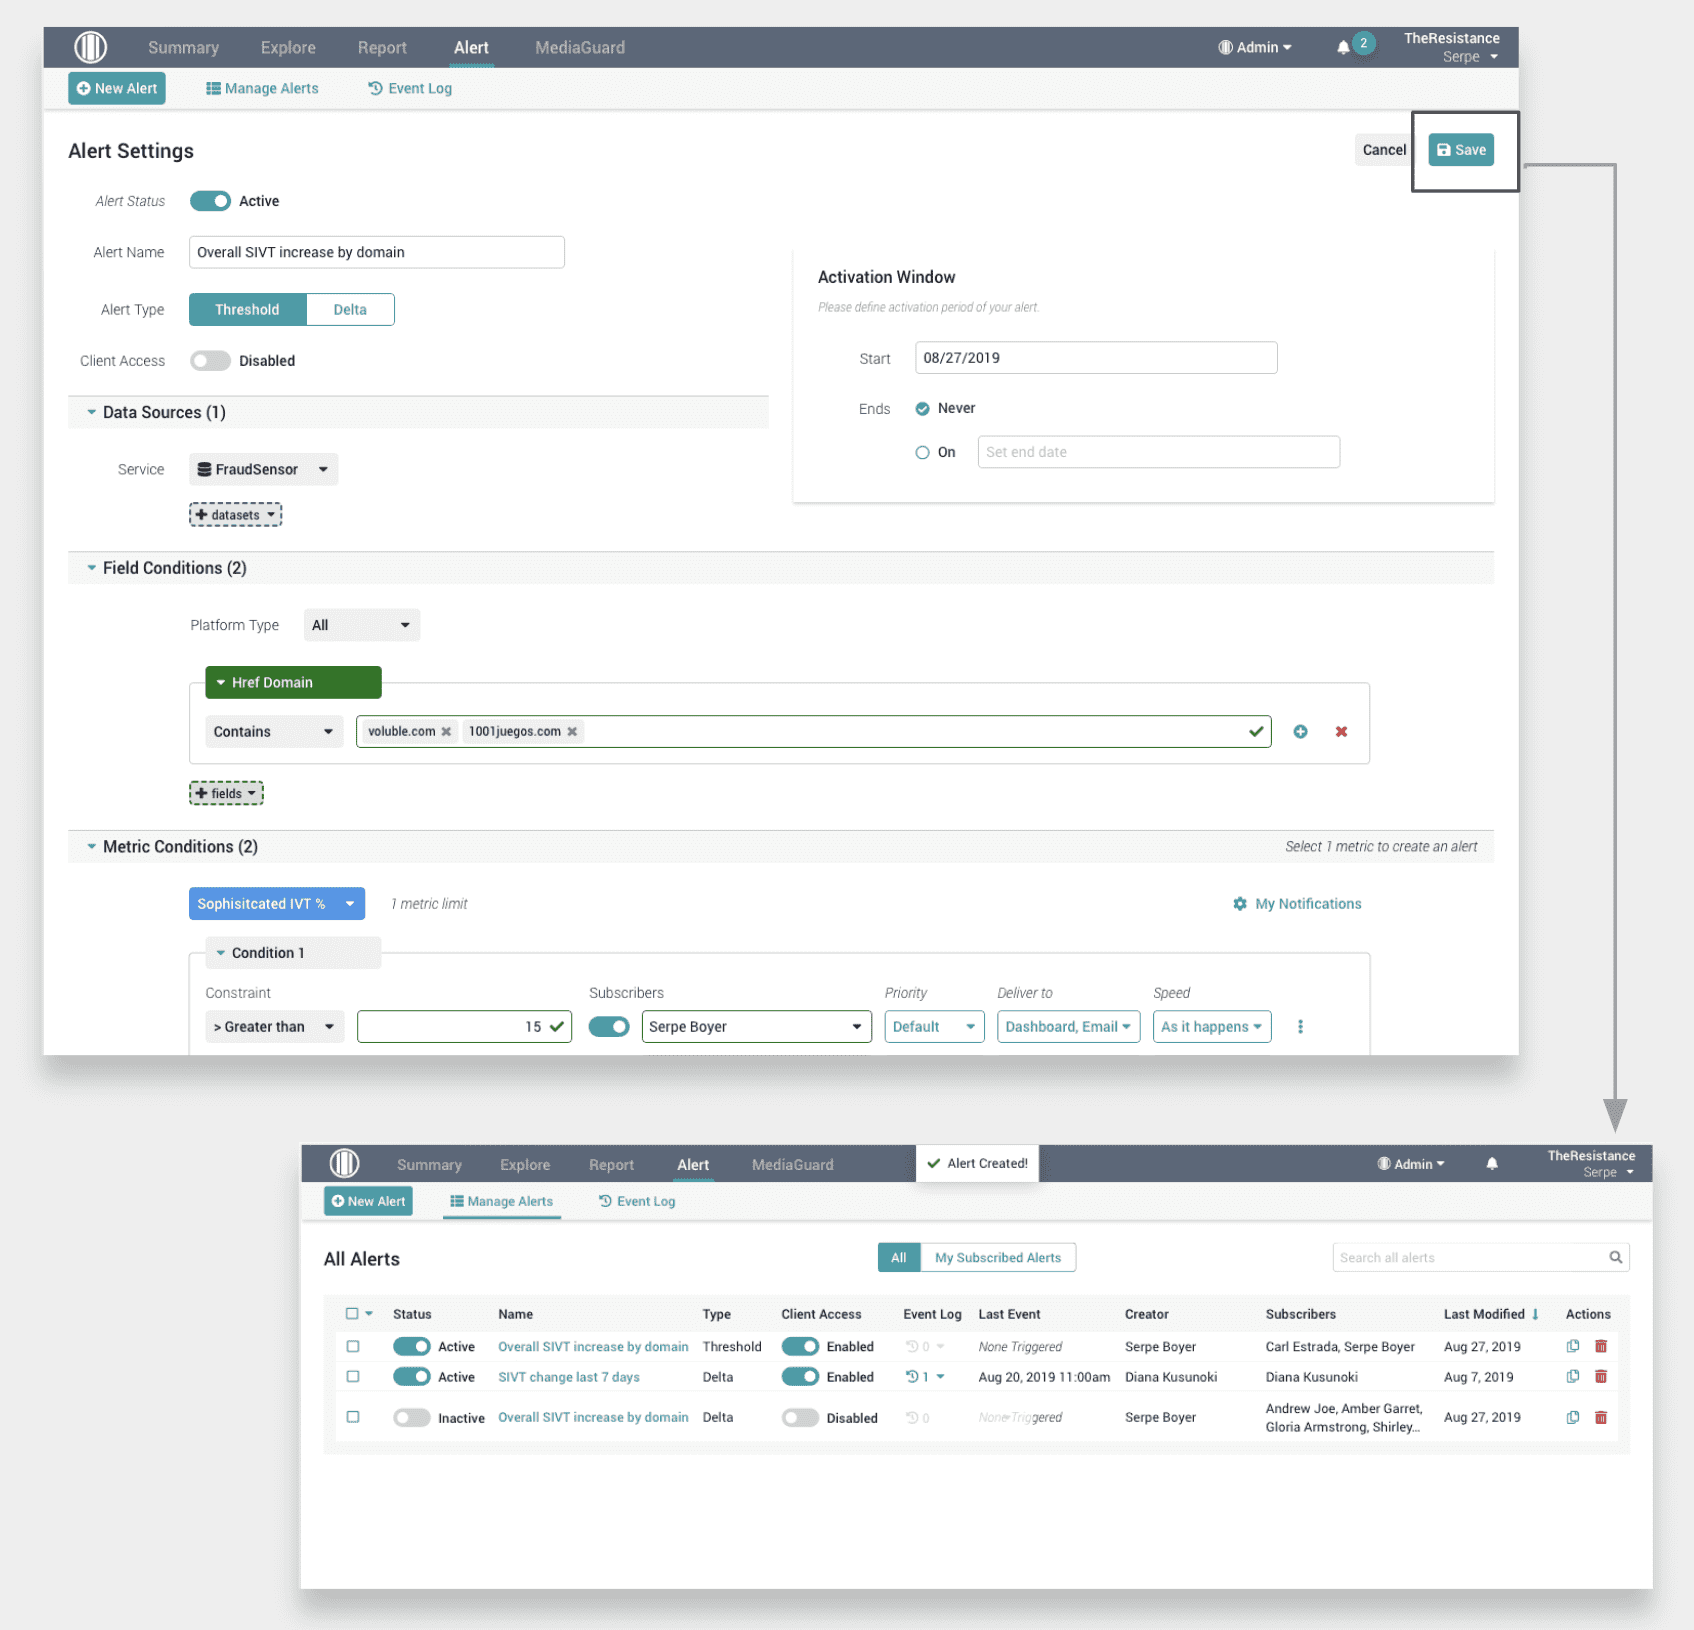 Summary Explore Report Alert MediaGuard Admin 2 TheResistance
Serpe
New Alert Manage Alerts Event Log
Alert Settings Cancel Save
Alert Status Active
Alert Name Overall SIVT increase by domain
Activation Window
Please define activation period of your alert.
Alert Type Threshold Delta
Client Access Disabled
Start 08/27/2019
Ends Never
On Set end date
Data Sources (1)
Service FraudSensor
datasets
Field Conditions (2)
Platform Type All
Href Domain
Contains voluble.com 1001juegos.com
fields
Metric Conditions (2) Select 1 metric to create an alert
Sophisitcated IVT % 1 metric limit My Notifications
Condition 1
Constraint Subscribers Priority Deliver to Speed
> Greater than 15 Serpe Boyer Default Dashboard, Email As it happens
Summary Explore Report Alert MediaGuard Alert Created! Admin TheResistance
Serpe
New Alert Manage Alerts Event Log
All Alerts All My Subscribed Alerts Search all alerts
Status Name Type Client Access Event Log Last Event Creator Subscribers Last Modified Actions
Active Overall SIVT increase by domain Threshold Enabled 0 None Triggered Serpe Boyer Carl Estrada, Serpe Boyer Aug 27, 2019
Active SIVT change last 7 days Delta Enabled 1 Aug 20, 2019 11:00am Diana Kusunoki Diana Kusunoki Aug 7, 2019
Inactive Overall SIVT increase by domain Delta Disabled 0 None Triggered Serpe Boyer Andrew Joe, Amber Garret, Aug 27, 2019
Gloria Armstrong, Shirley...